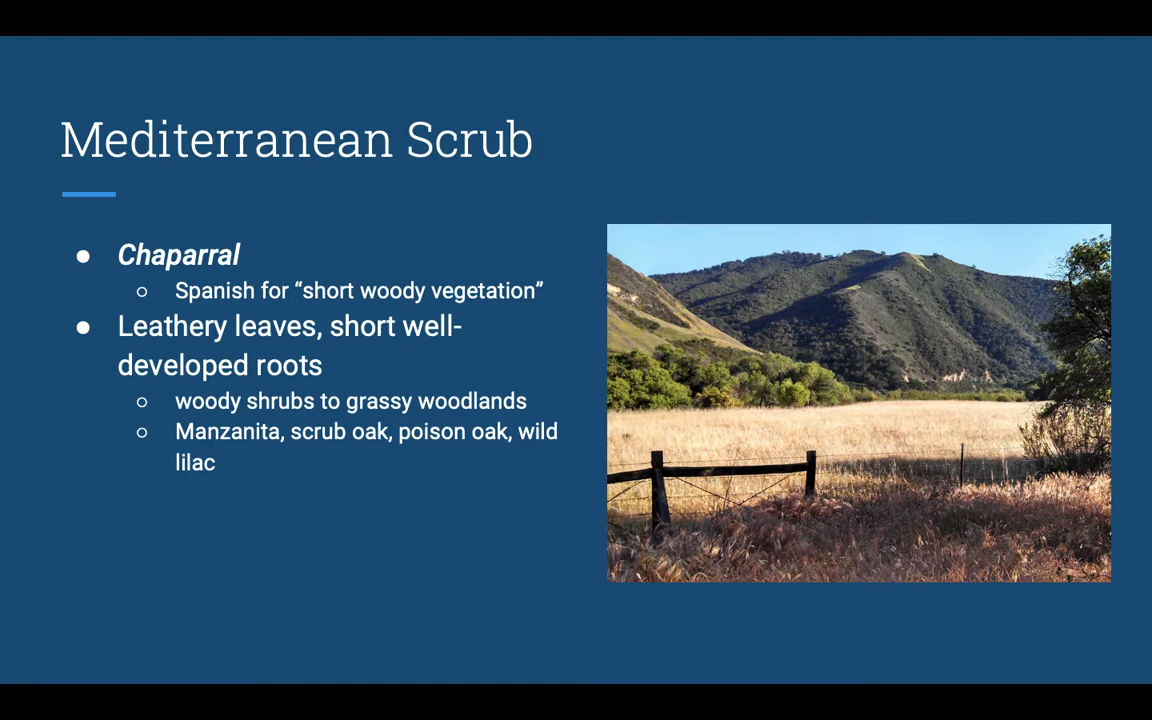 Mediterranean Scrub
● Chaparral
○ Spanish for “short woody vegetation”
● Leathery leaves, short well-
developed roots
○ woody shrubs to grassy woodlands
○ Manzanita, scrub oak, poison oak, wild
lilac